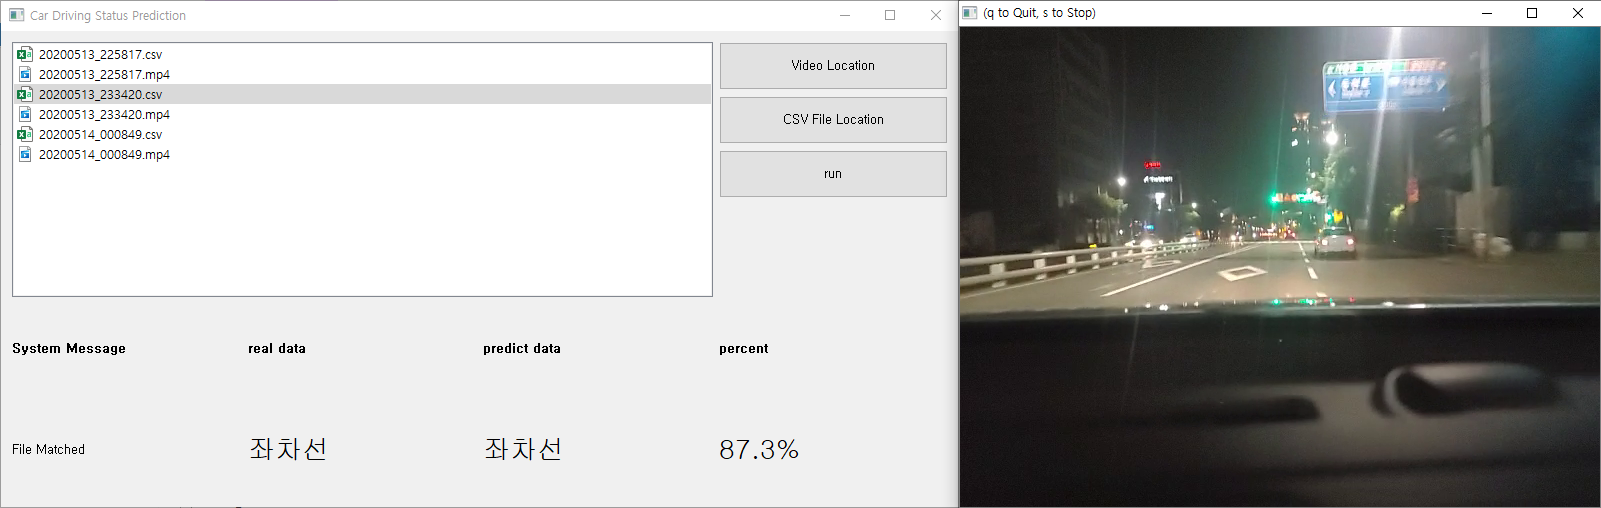 Car Driving Status Prediction
20200513_225817.csv
20200513_225817.mp4
20200513_233420.csv
20200513_233420.mp4
20200514_000849.csv
20200514_000849.mp4
Video Location
CSV File Location
run
System Message real data predict data percent
File Matched 좌차선 좌차선 87.3%
(q to Quit, s to Stop)